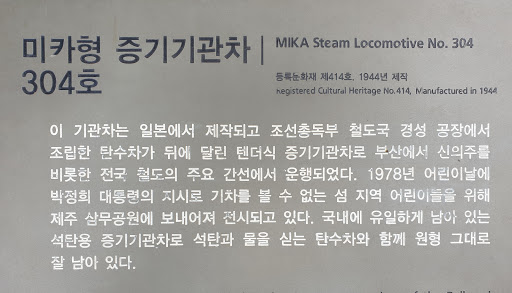 미카형 증기기관차
304호
MIKA Steam Locomotive No. 304
등록문화재 제414호, 1944년 제작
Registered Cultural Heritage No.414, Manufactured in 1944
이 기관차는 일본에서 제작되고 조선총독부 철도국 경성 공장에서
조립한 탄수차가 뒤에 달린 텐더식 증기기관차로 부산에서 신의주를
비롯한 전국 철도의 주요 간선에서 운행되었다. 1978년 어린이날에
박정희 대통령의 지시로 기차를 볼 수 없는 섬 지역 어린이들을 위해
제주 삼무공원에 보내어져 전시되고 있다. 국내에 유일하게 남아 있는
석탄용 증기기관차로 석탄과 물을 싣는 탄수차와 함께 원형 그대로
잘 남아 있다.